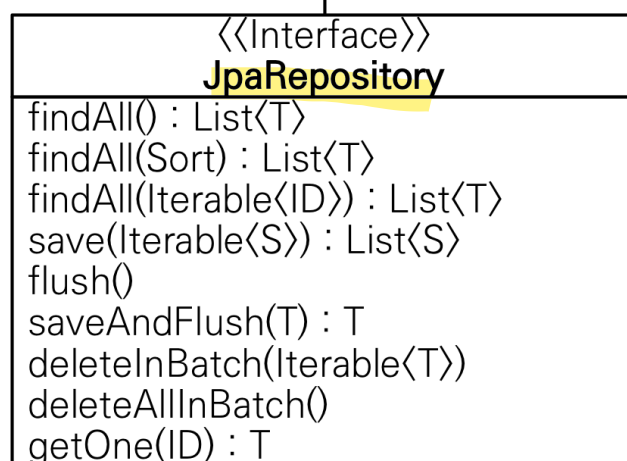 《Interface》
JpaRepository
findAll() : List〈T〉
findAll(Sort) : List〈T〉
findAll(Iterable〈ID〉) : List〈T〉
save(Iterable〈S〉) : List〈S〉
flush()
saveAndFlush(T) : T
deleteInBatch(Iterable〈T〉)
deleteAllInBatch()
getOne(ID) : T